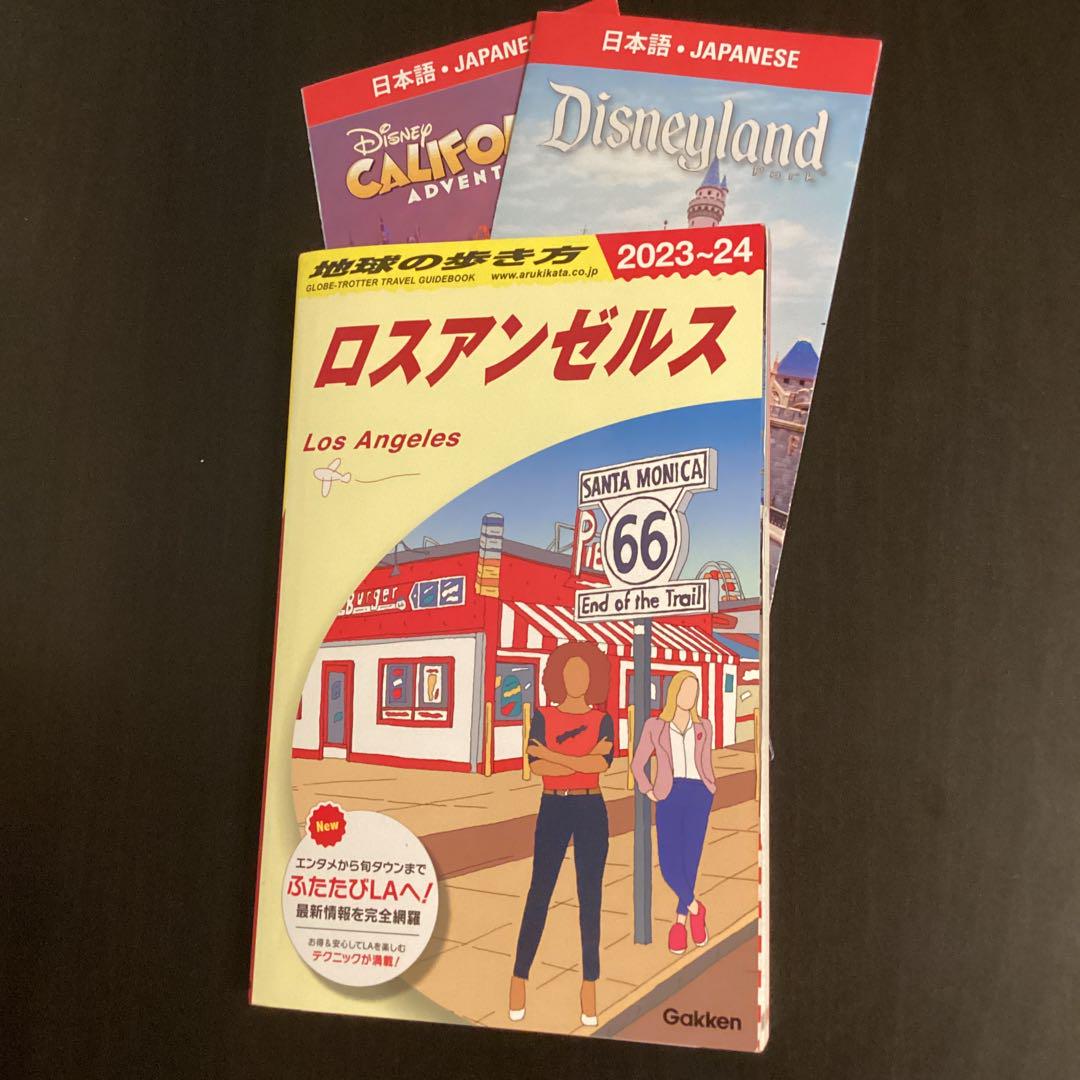 日本語・JAPANESE
Disney
CALIFO
ADVENT
日本語・JAPANESE
Disneyland
Park
地球の歩き方
GLOBE-TROTTER TRAVEL GUIDEBOOK
www.arukikata.co.jp
2023~24
ロスアンゼルス
Los Angeles
SANTA MONICA
66
End of the Trail
PIE
Burger
New
エンタメから旬タウンまで
ふたたびLAへ!
最新情報を完全網羅
お得&安心してLAを楽しむ
テクニックが満載!
Gakken